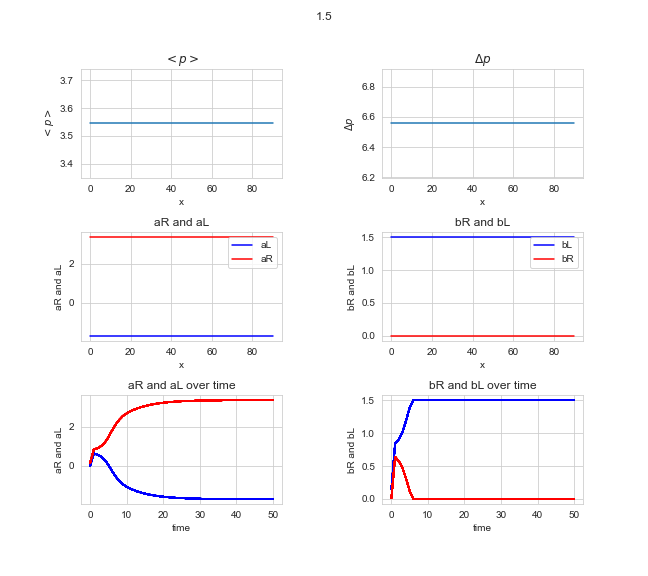 1.5
< p >
Δp
3.7
3.6
3.5
3.4
< p >
0 20 40 60 80
x
6.8
6.6
6.4
6.2
Δp
0 20 40 60 80
x
aR and aL
bR and bL
2
0
aR and aL
aL
aR
0 20 40 60 80
x
1.5
1.0
0.5
0.0
bR and bL
bL
bR
0 20 40 60 80
x
aR and aL over time
bR and bL over time
2
0
aR and aL
0 10 20 30 40 50
time
1.5
1.0
0.5
0.0
bR and bL
0 10 20 30 40 50
time